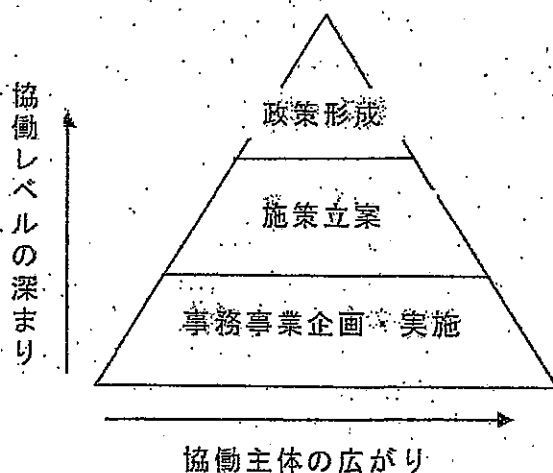 政策形成
施策立案
事務事業企画・実施
協働レベルの深まり
協働主体の広がり